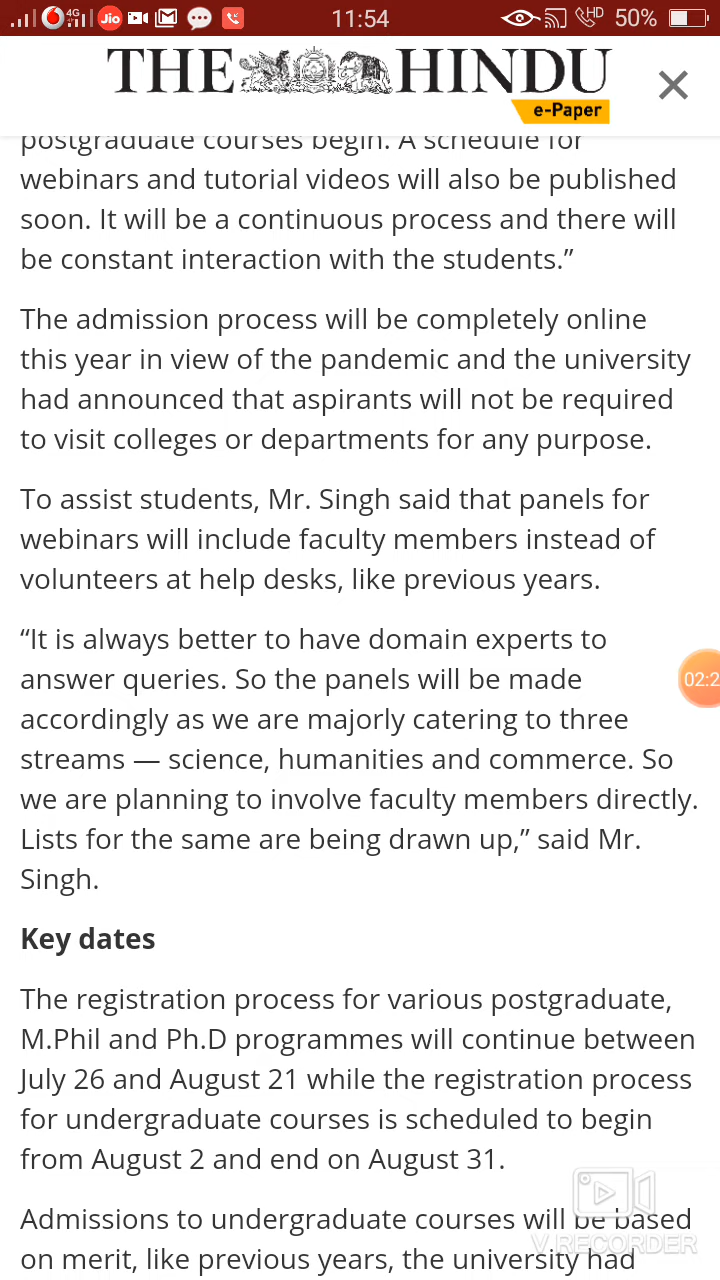 4G
Jio
11:54
HD
50%
THE HINDU
e-Paper
postgraduate courses begin. A schedule for
webinars and tutorial videos will also be published
soon. It will be a continuous process and there will
be constant interaction with the students.”
The admission process will be completely online
this year in view of the pandemic and the university
had announced that aspirants will not be required
to visit colleges or departments for any purpose.
To assist students, Mr. Singh said that panels for
webinars will include faculty members instead of
volunteers at help desks, like previous years.
“It is always better to have domain experts to
answer queries. So the panels will be made
02:2
accordingly as we are majorly catering to three
streams — science, humanities and commerce. So
we are planning to involve faculty members directly.
Lists for the same are being drawn up,” said Mr.
Singh.
Key dates
The registration process for various postgraduate,
M.Phil and Ph.D programmes will continue between
July 26 and August 21 while the registration process
for undergraduate courses is scheduled to begin
from August 2 and end on August 31.
Admissions to undergraduate courses will be based
on merit, like previous years, the university had
V RECORDER